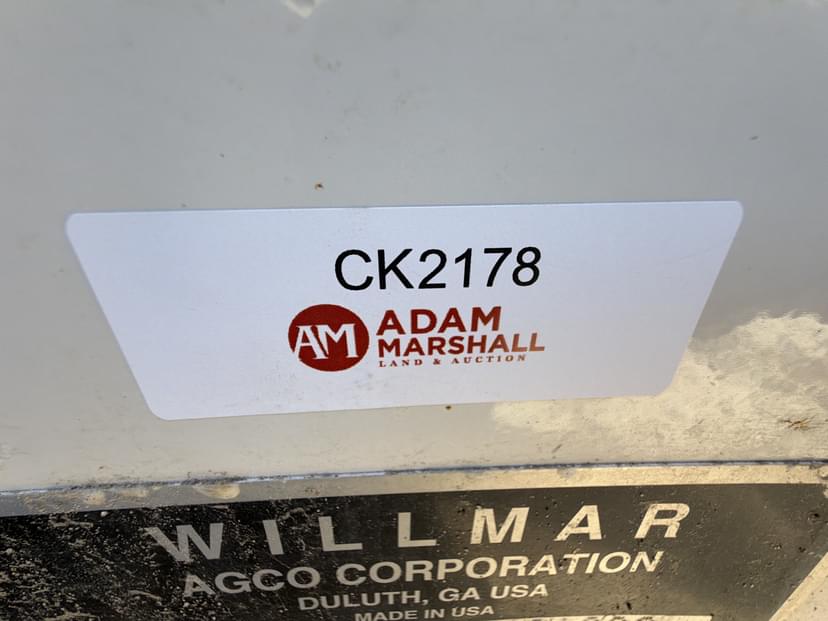 CK2178
AM
ADAM
MARSHALL
LAND & AUCTION
WILLMAR
AGCO CORPORATION
DULUTH, GA USA
MADE IN USA